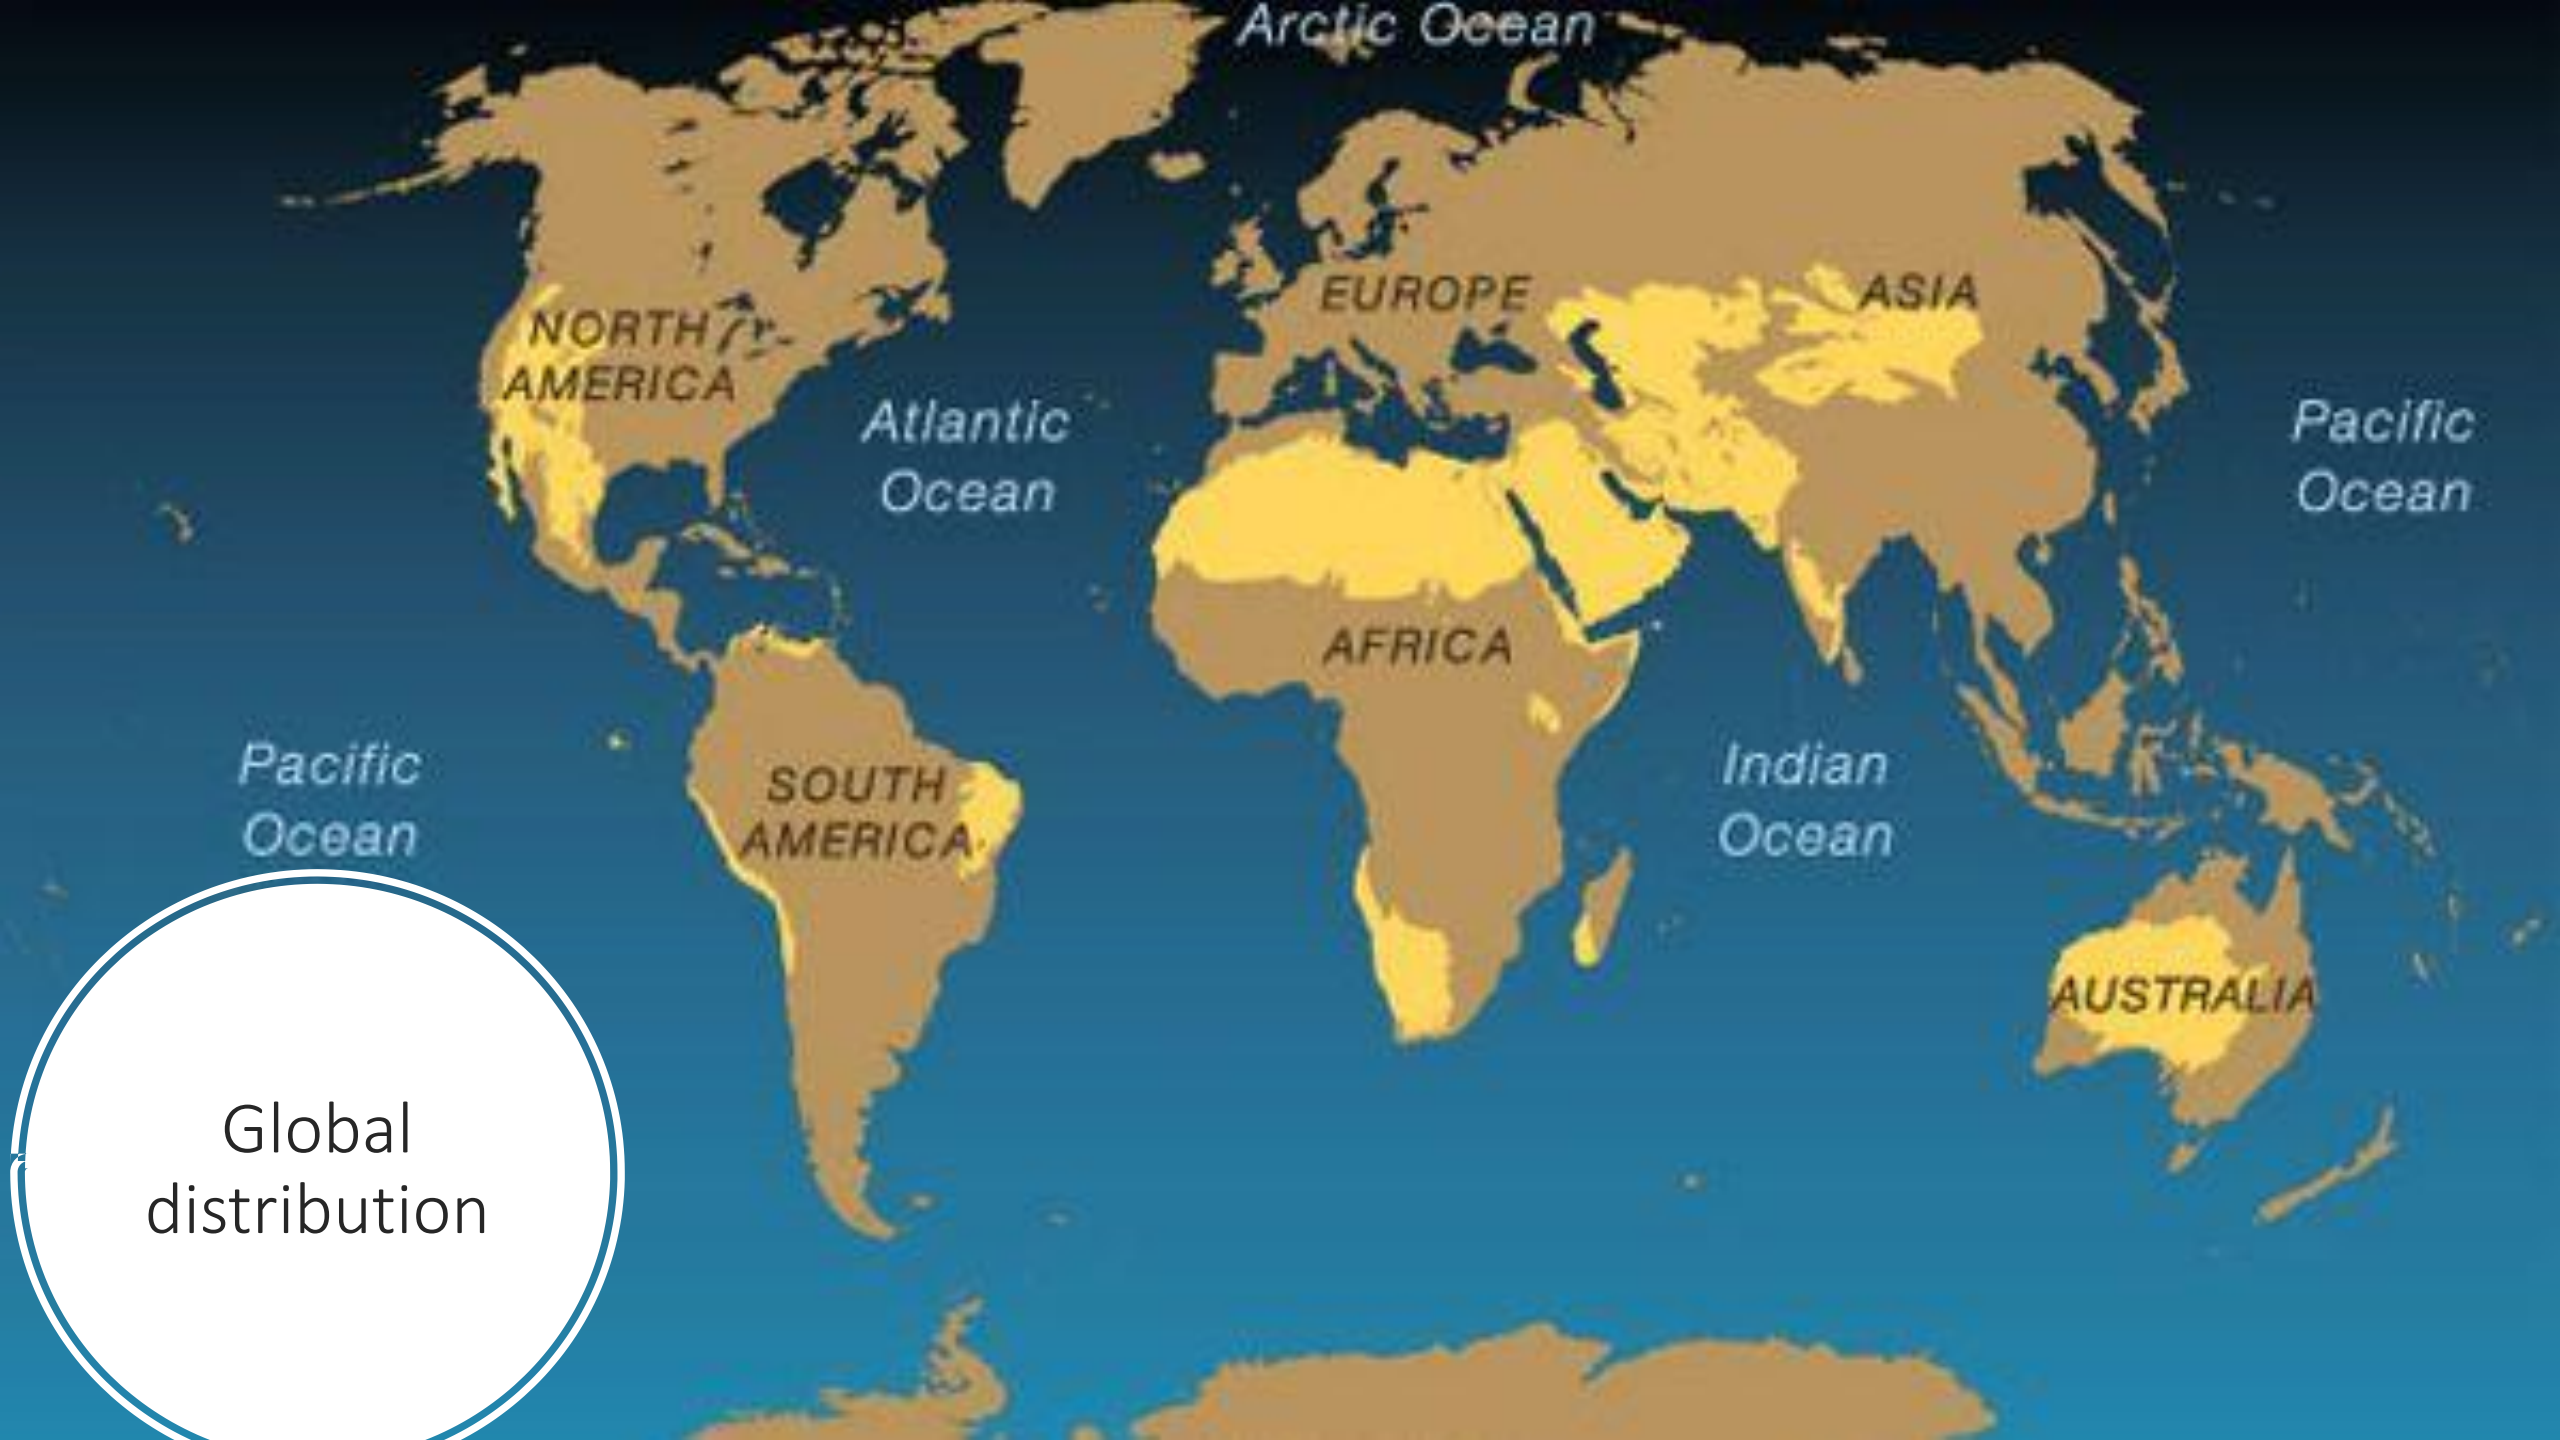 Arctic Ocean
NORTH
AMERICA
EUROPE
ASIA
Atlantic
Ocean
Pacific
Ocean
AFRICA
Pacific
Ocean
SOUTH
AMERICA
Indian
Ocean
AUSTRALIA
Global
distribution